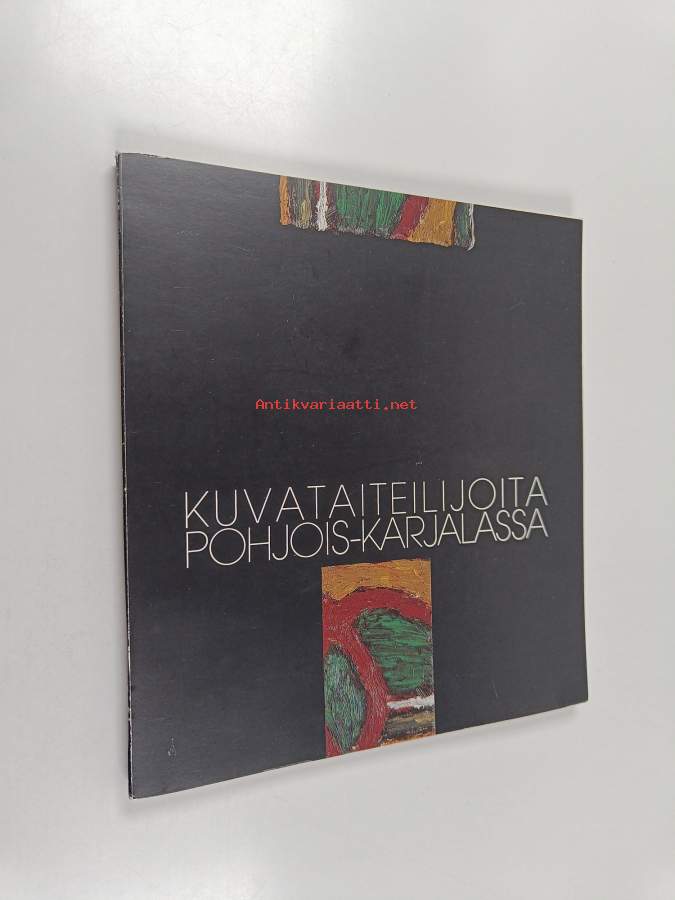 Antikvariaatti.net
KUVATAITEILIJOITA
POHJOIS-KARJALASSA